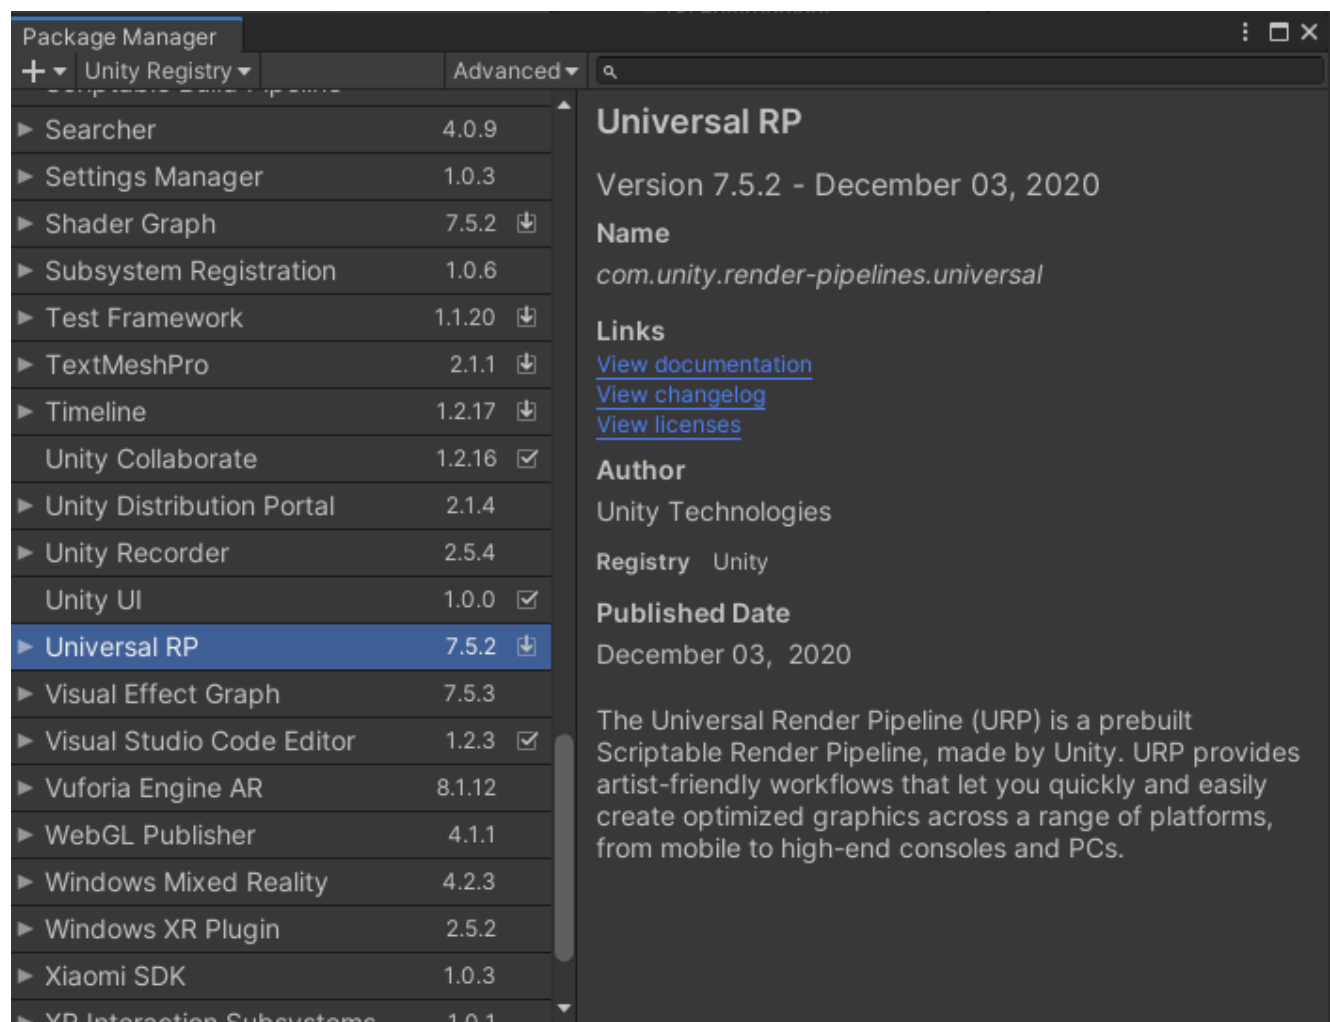 Package Manager
Unity Registry
Advanced
Scriptable Build Pipeline
Searcher 4.0.9
Settings Manager 1.0.3
Shader Graph 7.5.2
Subsystem Registration 1.0.6
Test Framework 1.1.20
TextMeshPro 2.1.1
Timeline 1.2.17
Unity Collaborate 1.2.16
Unity Distribution Portal 2.1.4
Unity Recorder 2.5.4
Unity UI 1.0.0
Universal RP 7.5.2
Visual Effect Graph 7.5.3
Visual Studio Code Editor 1.2.3
Vuforia Engine AR 8.1.12
WebGL Publisher 4.1.1
Windows Mixed Reality 4.2.3
Windows XR Plugin 2.5.2
Xiaomi SDK 1.0.3
XR Interaction Subsystems 1.0.1
Universal RP
Version 7.5.2 - December 03, 2020
Name
com.unity.render-pipelines.universal
Links
View documentation
View changelog
View licenses
Author
Unity Technologies
Registry Unity
Published Date
December 03, 2020
The Universal Render Pipeline (URP) is a prebuilt
Scriptable Render Pipeline, made by Unity. URP provides
artist-friendly workflows that let you quickly and easily
create optimized graphics across a range of platforms,
from mobile to high-end consoles and PCs.